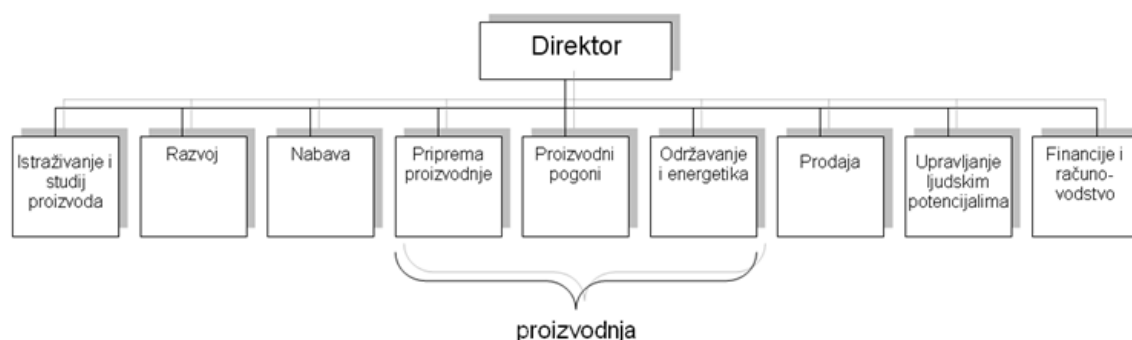 Direktor
Istraživanje i
studij
proizvoda
Razvoj
Nabava
Priprema
proizvodnje
Proizvodni
pogoni
Održavanje
i energetika
Prodaja
Upravljanje
ljudskim
potencijalima
Financije i
računo-
vodstvo
proizvodnja